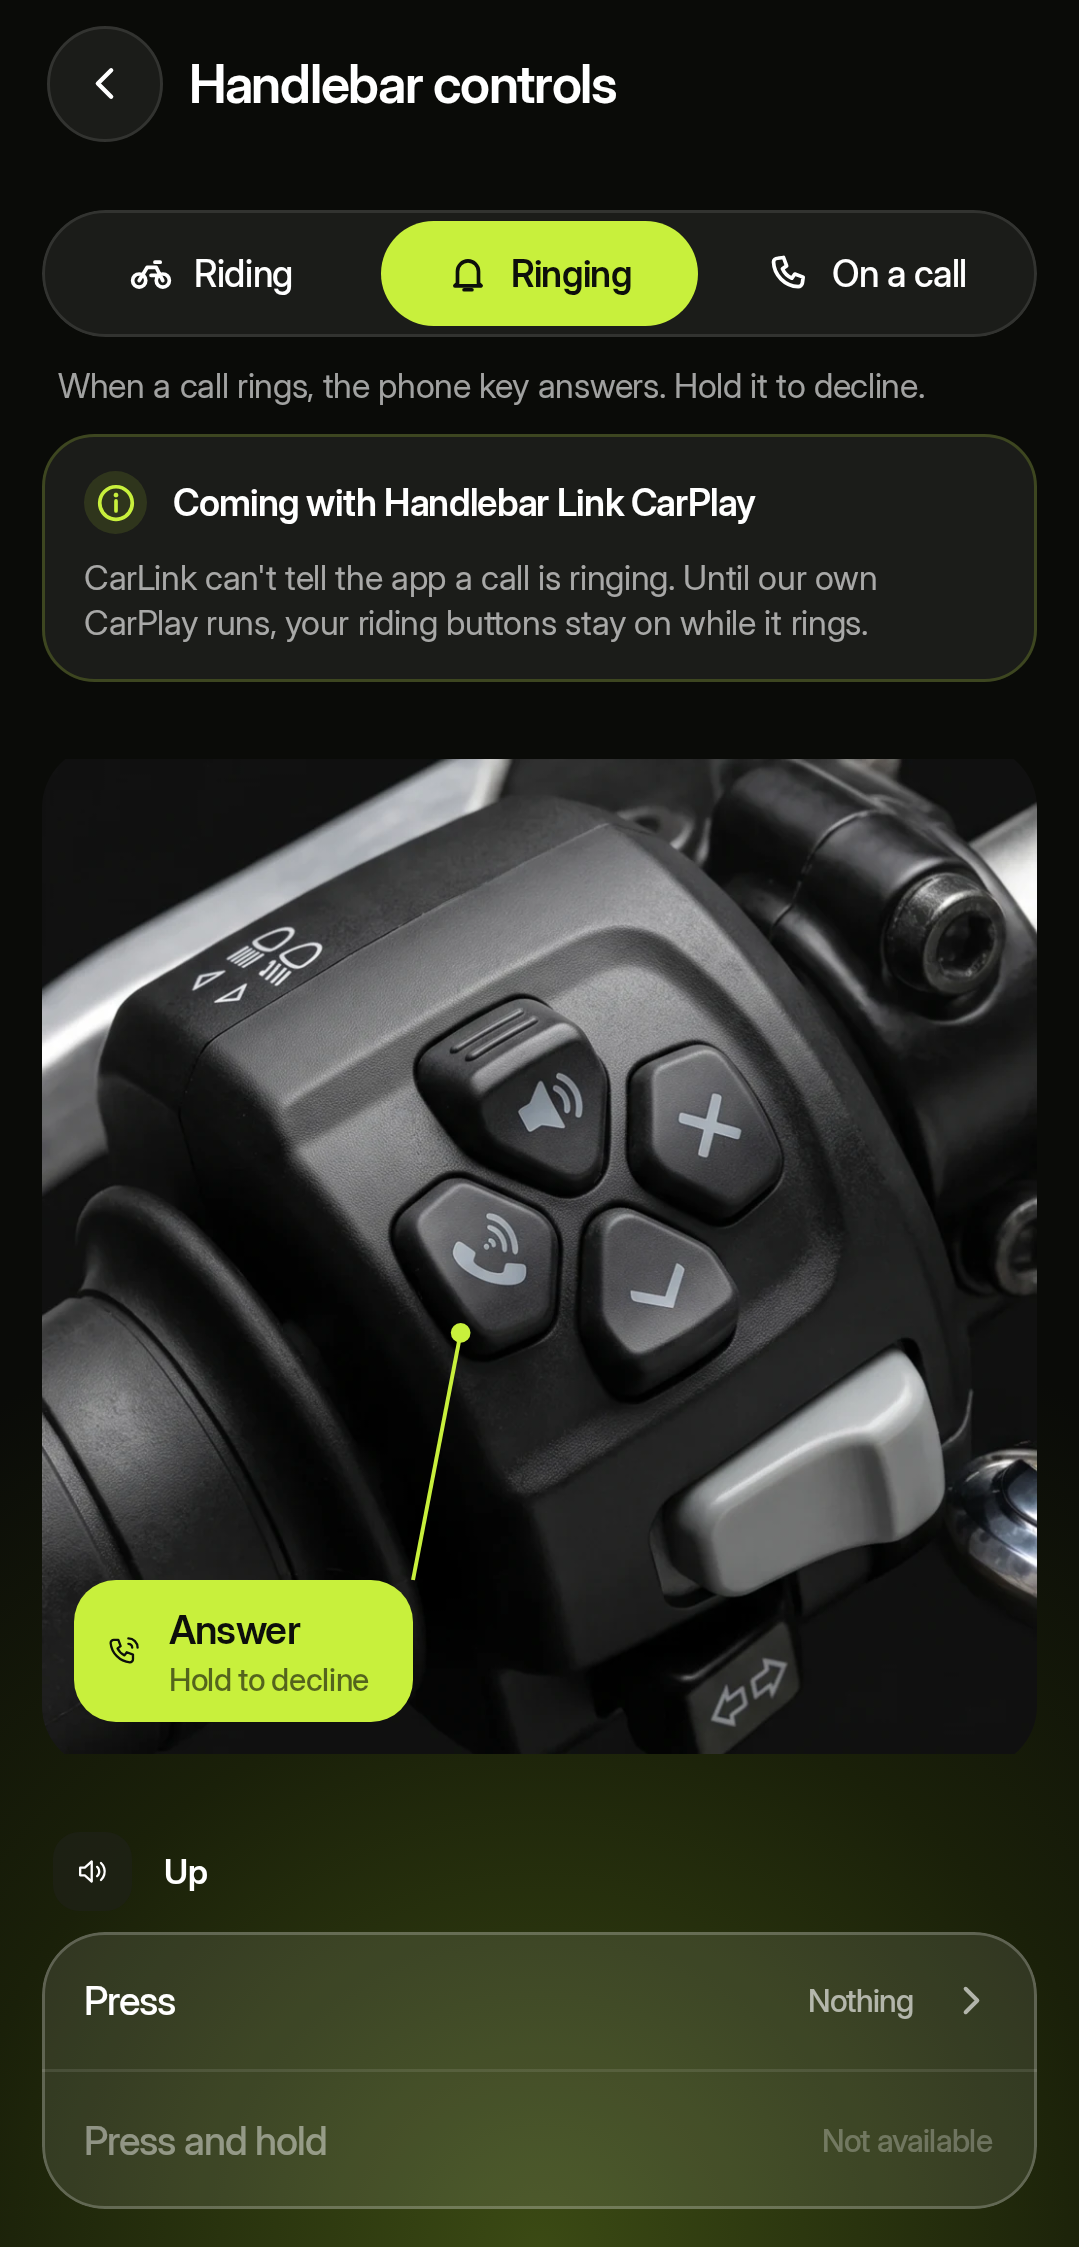 Handlebar controls
Riding
Ringing
On a call
When a call rings, the phone key answers. Hold it to decline.
Coming with Handlebar Link CarPlay
CarLink can't tell the app a call is ringing. Until our own
CarPlay runs, your riding buttons stay on while it rings.
Answer
Hold to decline
Up
Press
Nothing
Press and hold
Not available